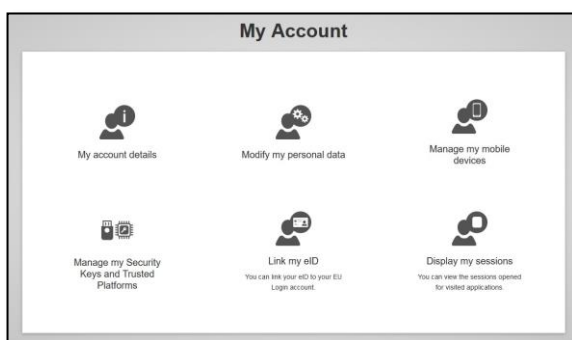 My Account
My account details
Modify my personal data
Manage my mobile
devices
Manage my Security
Keys and Trusted
Platforms
Link my eID
You can link your eID to your EU
Login account.
Display my sessions
You can view the sessions opened
for visited applications.